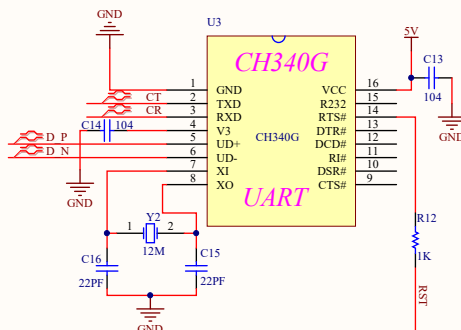 GND
U3
5V
CH340G
C13
104
GND
1 GND VCC 16
CT 2 TXD R232 15
CR 3 RXD RTS# 14
C14 104 4 V3 DTR# 13
D_P 5 UD+ CH340G DCD# 12
D_N 6 UD- RI# 11
7 XI DSR# 10
8 XO CTS# 9
UART
GND
R12
1K
Y2
1 2
12M
C16
22PF
C15
22PF
RST
GND